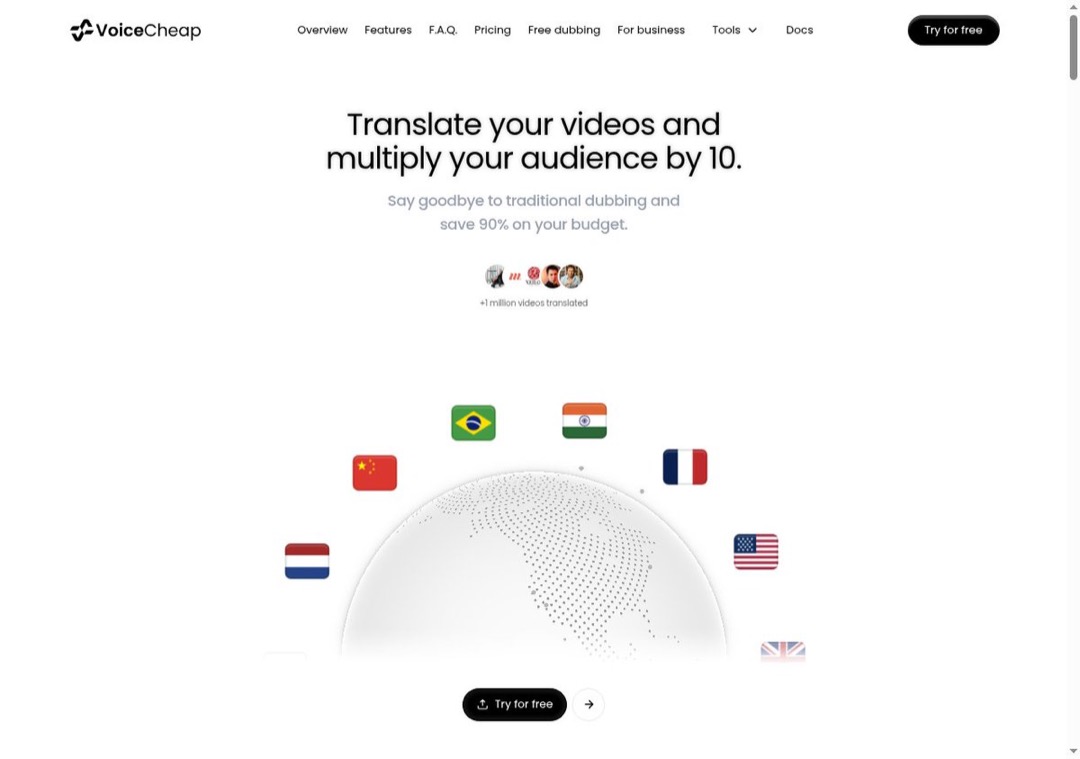 VoiceCheap
Overview
Features
F.A.Q.
Pricing
Free dubbing
For business
Tools
Docs
Try for free
Translate your videos and
multiply your audience by 10.
Say goodbye to traditional dubbing and
save 90% on your budget.
+1 million videos translated
Try for free